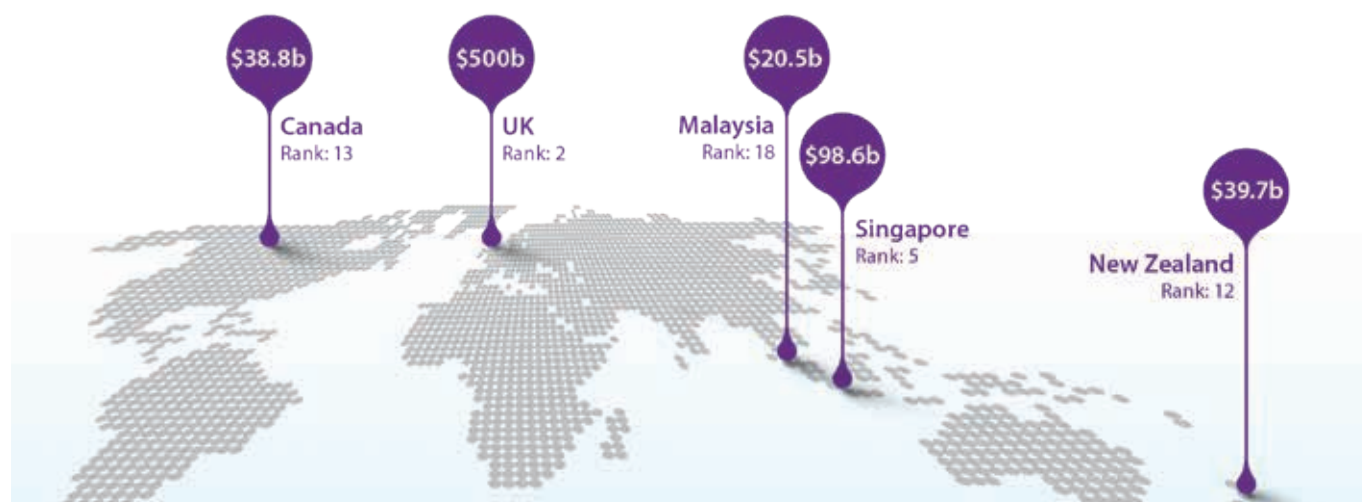 $38.8b
Canada
Rank: 13
$500b
UK
Rank: 2
$20.5b
Malaysia
Rank: 18
$98.6b
Singapore
Rank: 5
$39.7b
New Zealand
Rank: 12